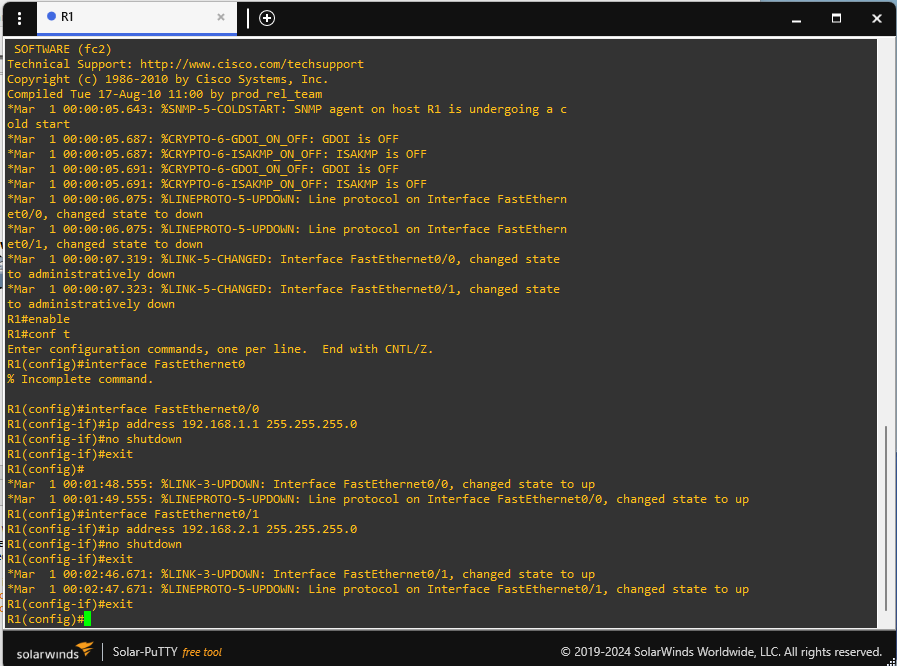 R1
SOFTWARE (fc2)
Technical Support: http://www.cisco.com/techsupport
Copyright (c) 1986-2010 by Cisco Systems, Inc.
Compiled Tue 17-Aug-10 11:00 by prod_rel_team
*Mar  1 00:00:05.643: %SNMP-5-COLDSTART: SNMP agent on host R1 is undergoing a c
old start
*Mar  1 00:00:05.687: %CRYPTO-6-GDOI_ON_OFF: GDOI is OFF
*Mar  1 00:00:05.687: %CRYPTO-6-ISAKMP_ON_OFF: ISAKMP is OFF
*Mar  1 00:00:05.691: %CRYPTO-6-GDOI_ON_OFF: GDOI is OFF
*Mar  1 00:00:05.691: %CRYPTO-6-ISAKMP_ON_OFF: ISAKMP is OFF
*Mar  1 00:00:06.075: %LINEPROTO-5-UPDOWN: Line protocol on Interface FastEthern
et0/0, changed state to down
*Mar  1 00:00:06.075: %LINEPROTO-5-UPDOWN: Line protocol on Interface FastEthern
et0/1, changed state to down
*Mar  1 00:00:07.319: %LINK-5-CHANGED: Interface FastEthernet0/0, changed state
to administratively down
*Mar  1 00:00:07.323: %LINK-5-CHANGED: Interface FastEthernet0/1, changed state
to administratively down
R1#enable
R1#conf t
Enter configuration commands, one per line.  End with CNTL/Z.
R1(config)#interface FastEthernet0
% Incomplete command.
R1(config)#interface FastEthernet0/0
R1(config-if)#ip address 192.168.1.1 255.255.255.0
R1(config-if)#no shutdown
R1(config-if)#exit
R1(config)#
*Mar  1 00:01:48.555: %LINK-3-UPDOWN: Interface FastEthernet0/0, changed state to up
*Mar  1 00:01:49.555: %LINEPROTO-5-UPDOWN: Line protocol on Interface FastEthernet0/0, changed state to up
R1(config)#interface FastEthernet0/1
R1(config-if)#ip address 192.168.2.1 255.255.255.0
R1(config-if)#no shutdown
R1(config-if)#exit
*Mar  1 00:02:46.671: %LINK-3-UPDOWN: Interface FastEthernet0/1, changed state to up
*Mar  1 00:02:47.671: %LINEPROTO-5-UPDOWN: Line protocol on Interface FastEthernet0/1, changed state to up
R1(config-if)#exit
R1(config)#
solarwinds Solar-PuTTY free tool © 2019-2024 SolarWinds Worldwide, LLC. All rights reserved.